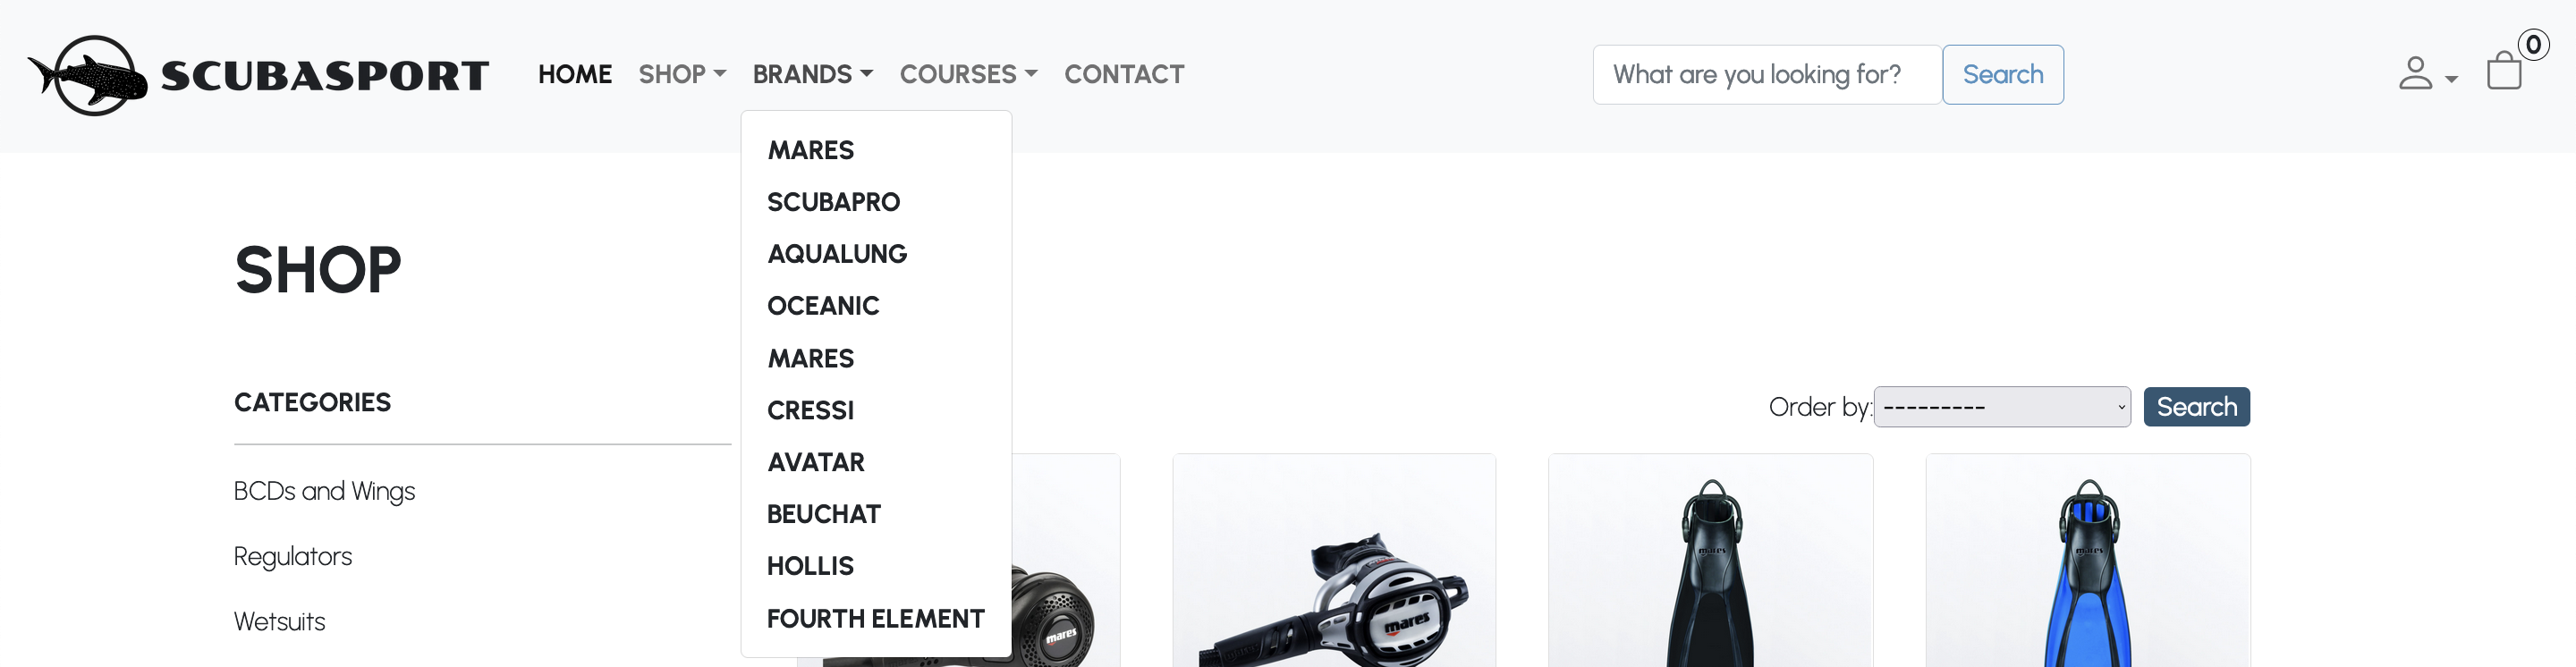 SCUBASPORT
HOME SHOP BRANDS COURSES CONTACT
What are you looking for? Search
0
MARES
SCUBAPRO
AQUALUNG
OCEANIC
MARES
CRESSI
AVATAR
BEUCHAT
HOLLIS
FOURTH ELEMENT
SHOP
CATEGORIES
BCDs and Wings
Regulators
Wetsuits
Order by: --------- Search
mares
mares
mares
mares